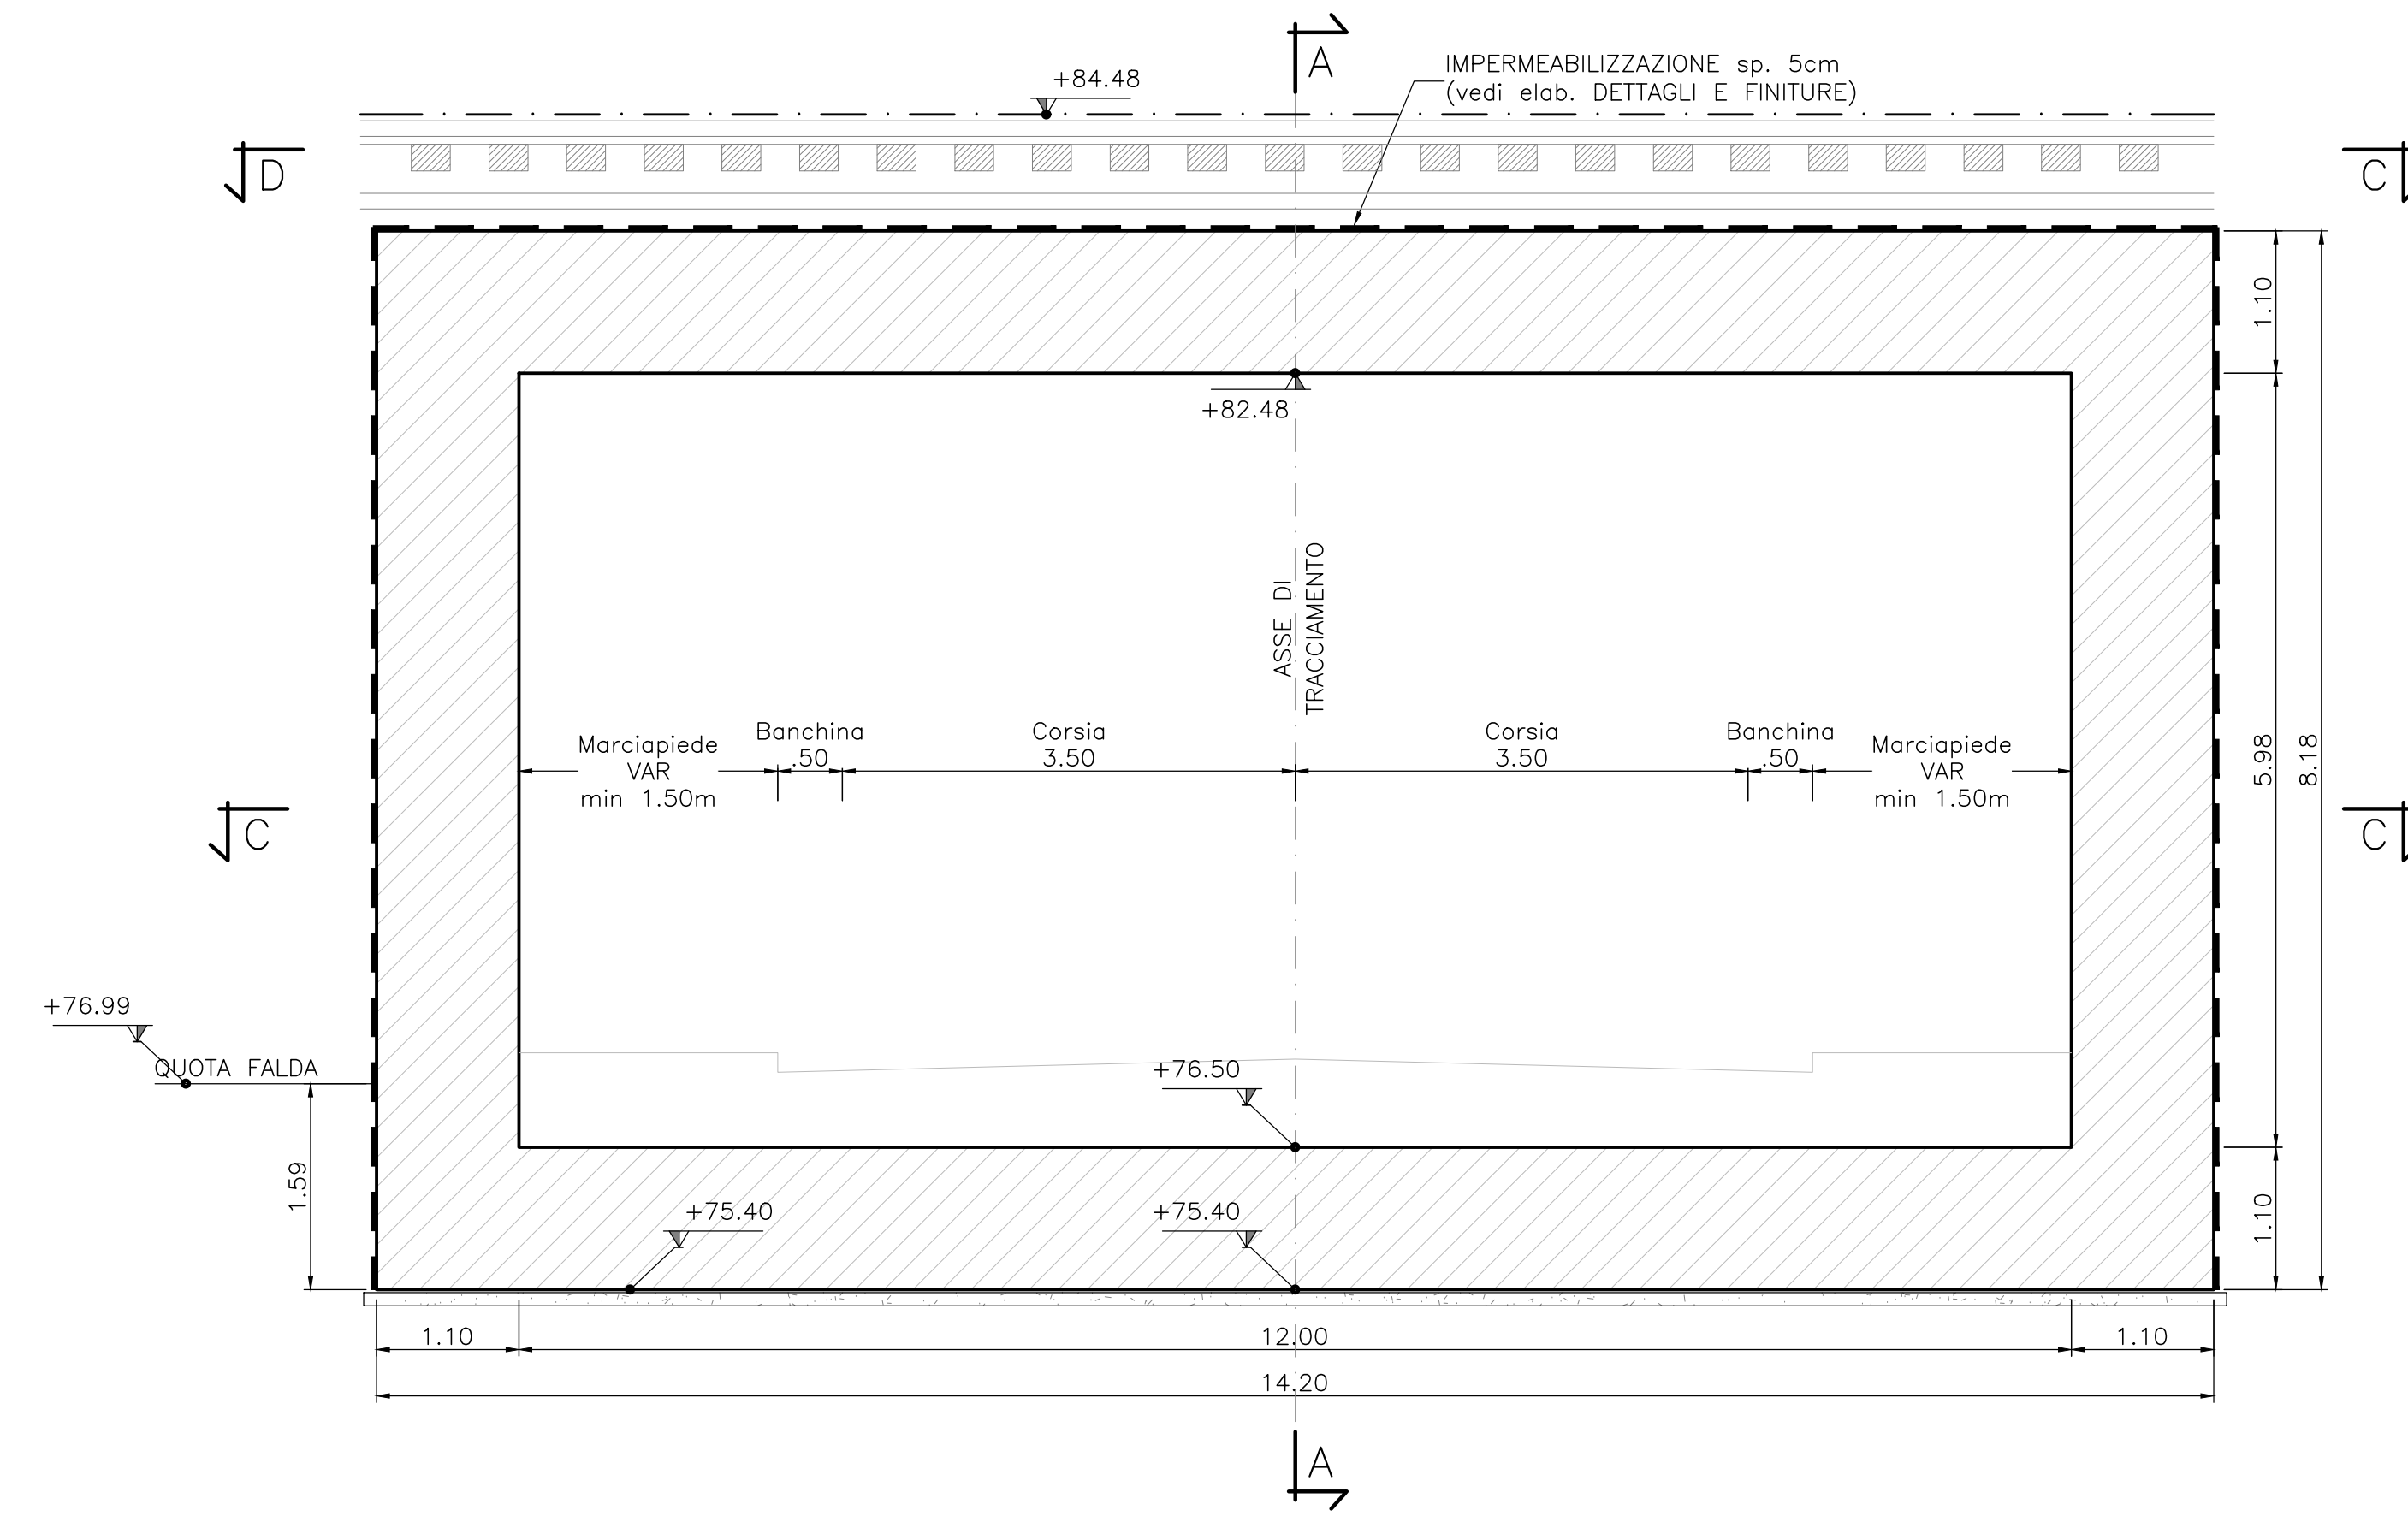 A
+84.48
IMPERMEABILIZZAZIONE sp. 5cm
(vedi elab. DETTAGLI E FINITURE)
D
C
1.10
+82.48
ASSE DI
TRACCIAMENTO
Marciapiede
VAR
min 1.50m
Banchina
.50
Corsia
3.50
Corsia
3.50
Banchina
.50
Marciapiede
VAR
min 1.50m
5.98
8.18
C
C
+76.99
QUOTA FALDA
+76.50
1.59
+75.40
+75.40
1.10
1.10
12.00
1.10
14.20
A